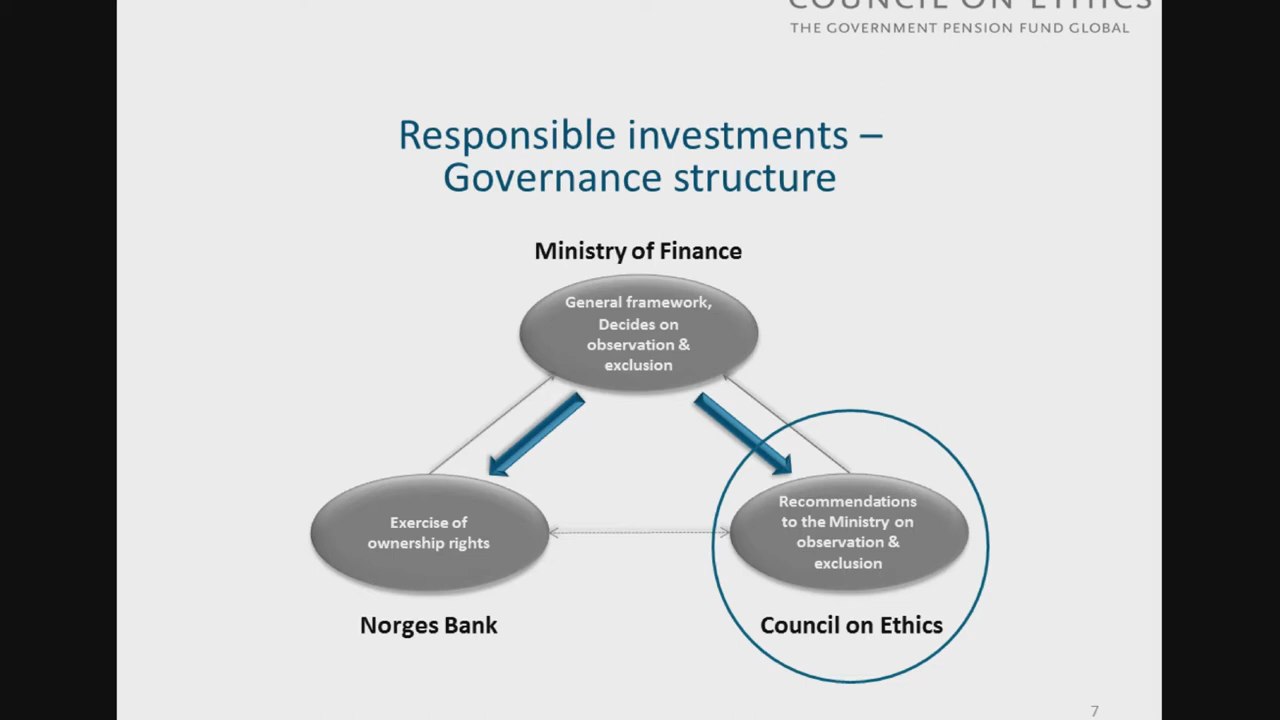 COUNCIL ON ETHICS
THE GOVERNMENT PENSION FUND GLOBAL
Responsible investments –
Governance structure
Ministry of Finance
General framework,
Decides on
observation &
exclusion
Exercise of
ownership rights
Recommendations
to the Ministry on
observation &
exclusion
Norges Bank
Council on Ethics
7